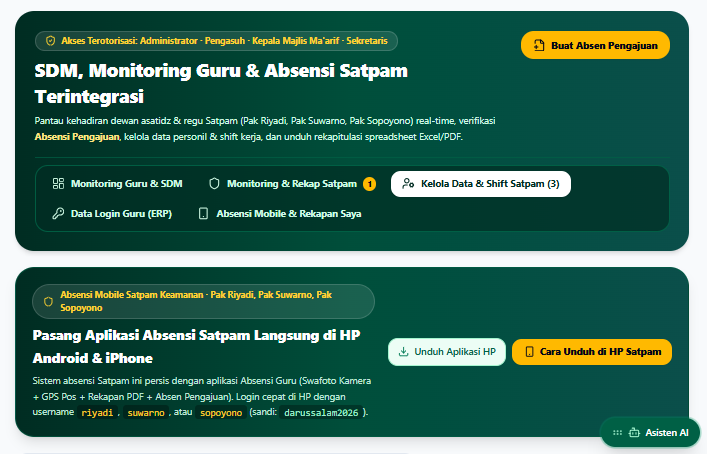 Akses Terotorisasi: Administrator · Pengasuh · Kepala Majlis Ma'arif · Sekretaris
Buat Absen Pengajuan
SDM, Monitoring Guru & Absensi Satpam
Terintegrasi
Pantau kehadiran dewan asatidz & regu Satpam (Pak Riyadi, Pak Suwarno, Pak Sopoyono) real-time, verifikasi
Absensi Pengajuan, kelola data personil & shift kerja, dan unduh rekapitulasi spreadsheet Excel/PDF.
Monitoring Guru & SDM
Monitoring & Rekap Satpam 1
Kelola Data & Shift Satpam (3)
Data Login Guru (ERP)
Absensi Mobile & Rekapan Saya
Absensi Mobile Satpam Keamanan · Pak Riyadi, Pak Suwarno, Pak
Sopoyono
Pasang Aplikasi Absensi Satpam Langsung di HP
Android & iPhone
Unduh Aplikasi HP
Cara Unduh di HP Satpam
Sistem absensi Satpam ini persis dengan aplikasi Absensi Guru (Swafoto Kamera
+ GPS Pos + Rekapan PDF + Absen Pengajuan). Login cepat di HP dengan
username riyadi, suwarno, atau sopoyono (sandi: darussalam2026).
Asisten AI